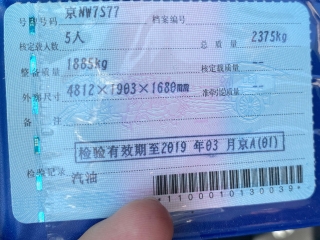 号牌号码 京NW7S77 档案编号
核定载人数 5人 总质量 2375kg
整备质量 1885kg 核定载质量 --
外廓尺寸 4812×1903×1680mm 准牵引总质量 --
备注
检验有效期至2019年03月京A(01)
检验记录
汽油
*1100010130039*